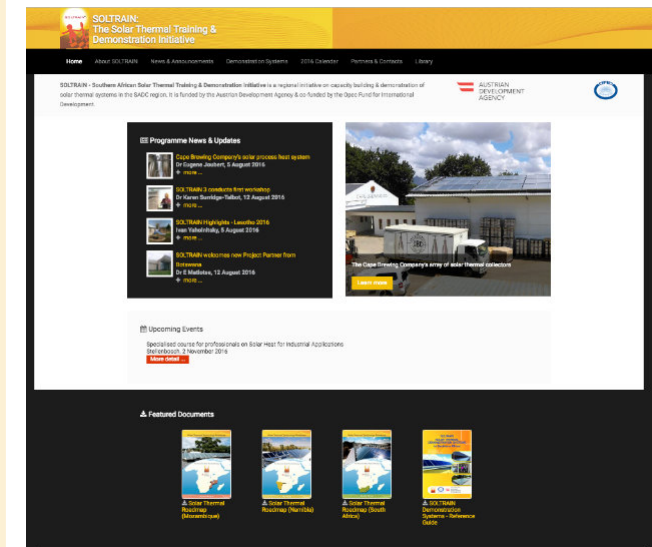 SOLTRAIN:
The Solar Thermal Training &
Demonstration Initiative
Home About SOLTRAIN News & Announcements Demonstration Systems 2016 Calendar Partners & Contacts Library
SOLTRAIN - Southern African Solar Thermal Training & Demonstration Initiative is a regional initiative on capacity building & demonstration of
solar thermal systems in the SADC region. It is funded by the Austrian Development Agency & co-funded by the Opec Fund for International
Development.
AUSTRIAN
DEVELOPMENT
AGENCY
Programme News & Updates
Cape Brewing Company's solar process heat system
Dr Eugene Joubert, 5 August 2016
+ more ...
SOLTRAIN 3 conducts first workshop
Dr Karen Surridge-Talbot, 12 August 2016
+ more ...
SOLTRAIN Highlights - Lesotho 2016
Ivan Yaholnitsky, 5 August 2016
+ more ...
SOLTRAIN welcomes new Project Partner from
Botswana
Dr E Matlotse, 12 August 2016
+ more ...
The Cape Brewing Company's array of solar thermal collectors
Learn more
Upcoming Events
Specialised course for professionals on Solar Heat for Industrial Applications
Stellenbosch, 2 November 2016
More detail ...
Featured Documents
Solar Thermal
Roadmap
(Mozambique)
Solar Thermal
Roadmap (Namibia)
Solar Thermal
Roadmap (South
Africa)
SOLTRAIN
Demonstration
Systems - Reference
Guide